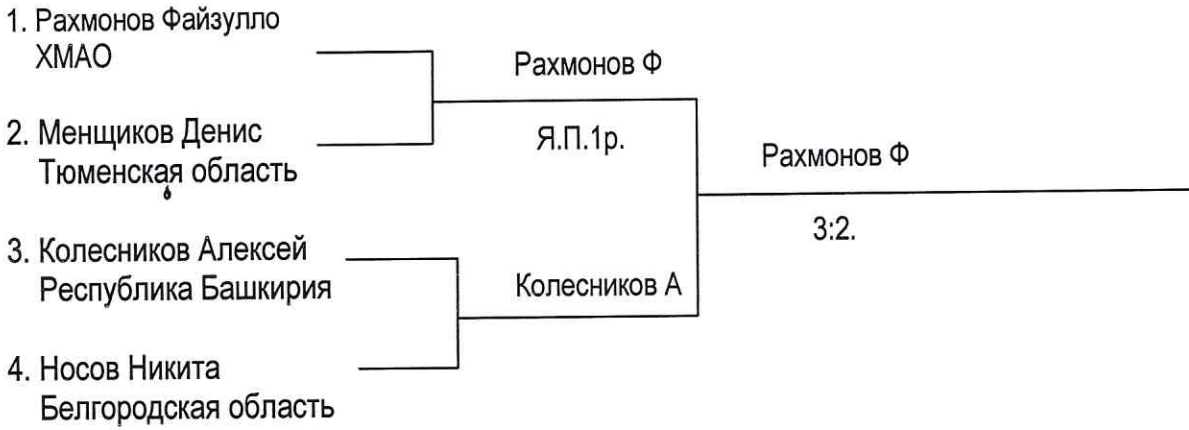 1. Рахмонов Файзулло
ХМАО
Рахмонов Ф
2. Менщиков Денис
Тюменская область
Я.П.1р.
Рахмонов Ф
3:2.
3. Колесников Алексей
Республика Башкирия
Колесников А
4. Носов Никита
Белгородская область